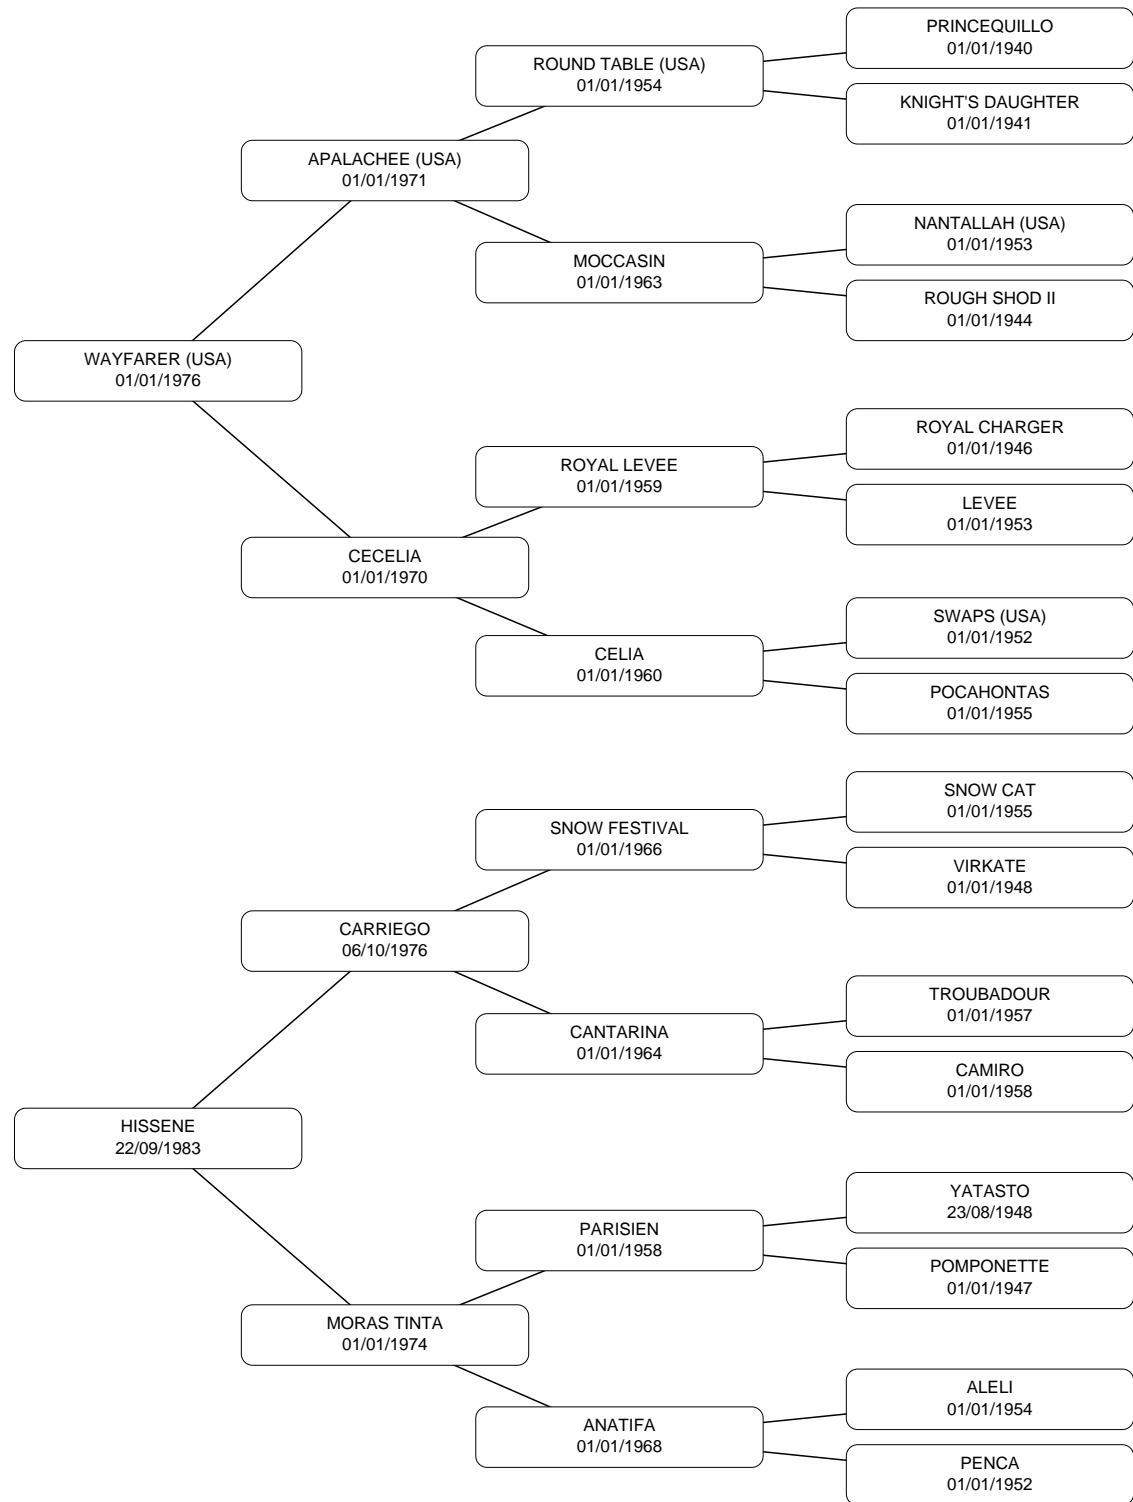 PRINCEQUILLO
01/01/1940
ROUND TABLE (USA)
01/01/1954
KNIGHT'S DAUGHTER
01/01/1941
APALACHEE (USA)
01/01/1971
NANTALLAH (USA)
01/01/1953
MOCCASIN
01/01/1963
ROUGH SHOD II
01/01/1944
WAYFARER (USA)
01/01/1976
ROYAL CHARGER
01/01/1946
ROYAL LEVEE
01/01/1959
LEVEE
01/01/1953
CECELIA
01/01/1970
SWAPS (USA)
01/01/1952
CELIA
01/01/1960
POCAHONTAS
01/01/1955
SNOW CAT
01/01/1955
SNOW FESTIVAL
01/01/1966
VIRKATE
01/01/1948
CARRIEGO
06/10/1976
TROUBADOUR
01/01/1957
CANTARINA
01/01/1964
CAMIRO
01/01/1958
HISSENE
22/09/1983
YATASTO
23/08/1948
PARISIEN
01/01/1958
POMPONETTE
01/01/1947
MORAS TINTA
01/01/1974
ALELI
01/01/1954
ANATIFA
01/01/1968
PENCA
01/01/1952